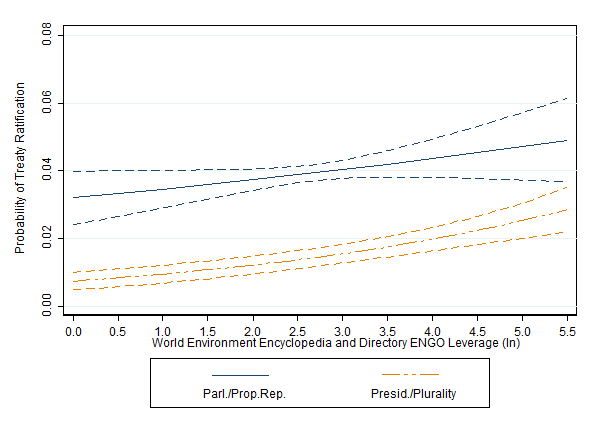 0.08
0.06
0.04
0.02
0.00
Probability of Treaty Ratification
0.0 0.5 1.0 1.5 2.0 2.5 3.0 3.5 4.0 4.5 5.0 5.5
World Environment Encyclopedia and Directory ENGO Leverage (ln)
Parl./Prop.Rep. Presid./Plurality